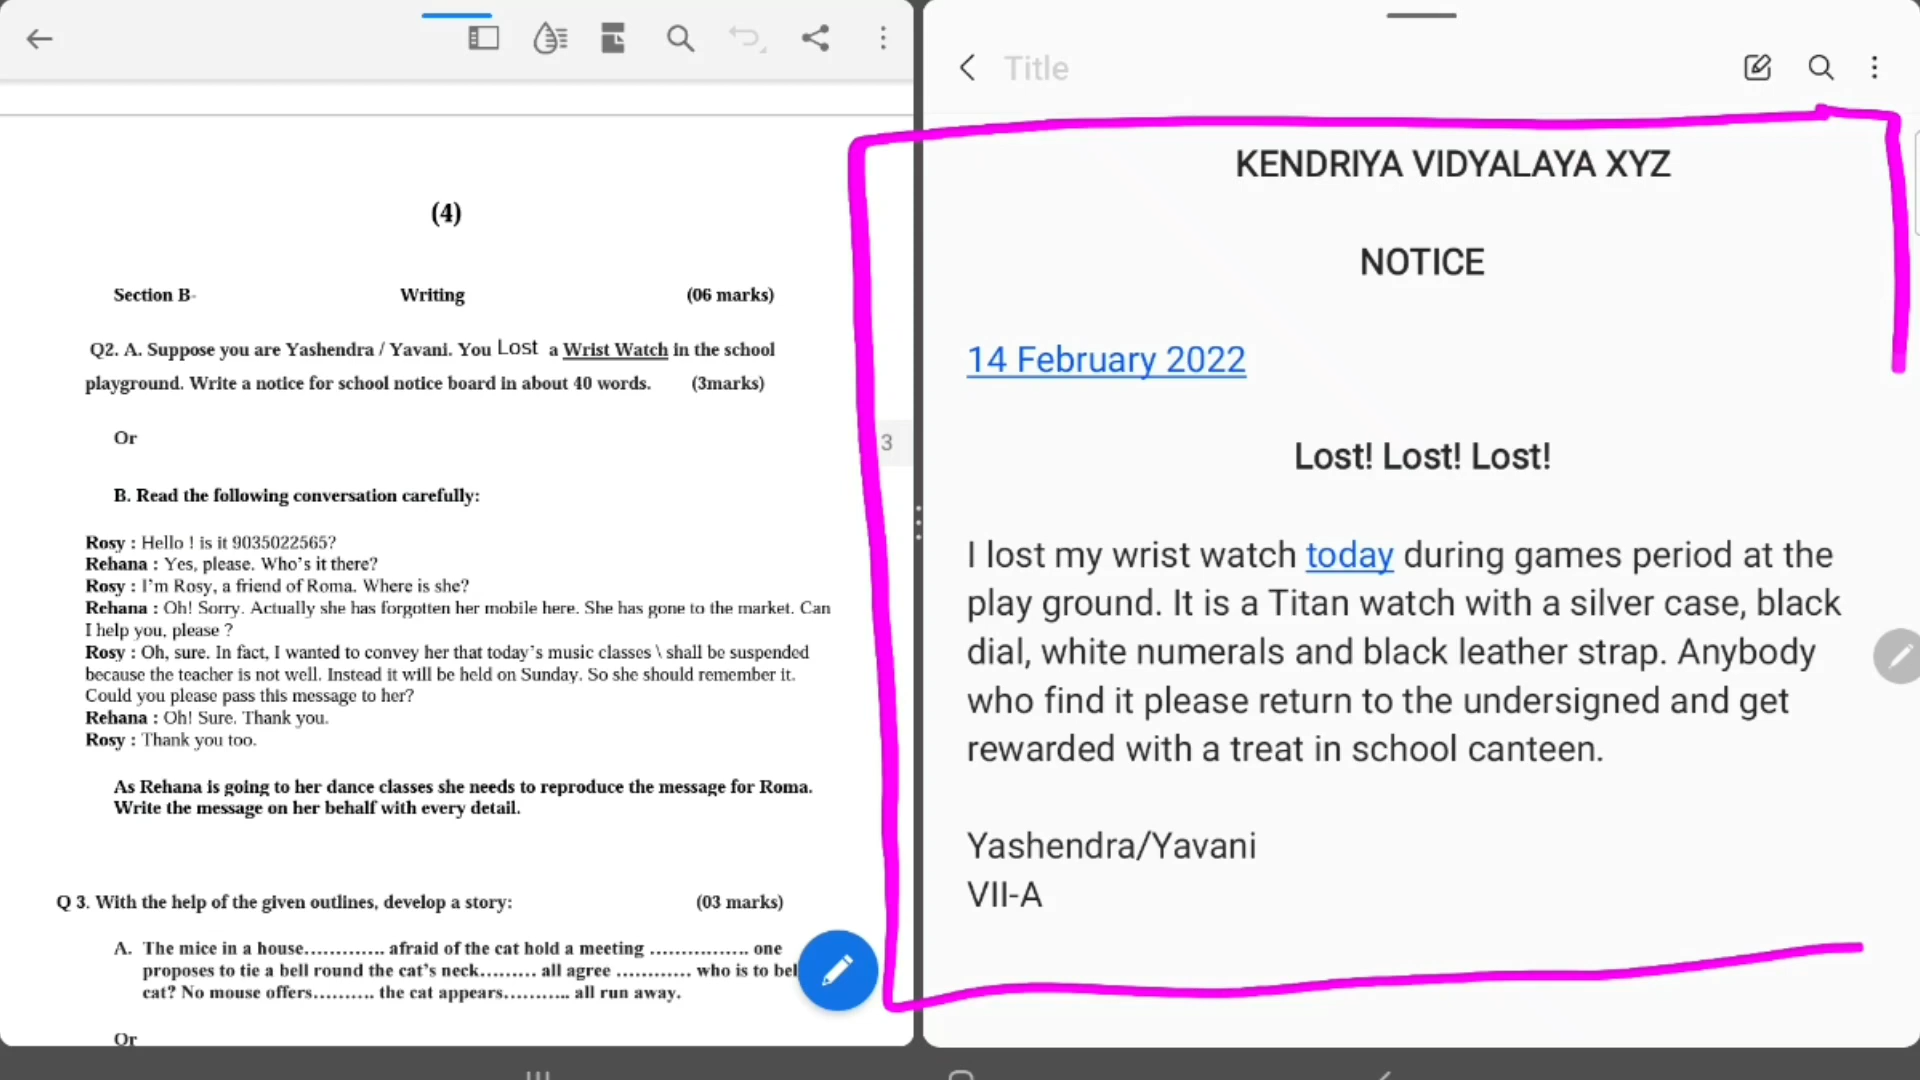 (4)
Section B- Writing (06 marks)
Q2. A. Suppose you are Yashendra / Yavani. You Lost a Wrist Watch in the school
playground. Write a notice for school notice board in about 40 words. (3marks)
Or
B. Read the following conversation carefully:
Rosy : Hello ! is it 9035022565?
Rehana : Yes, please. Who's it there?
Rosy : I'm Rosy, a friend of Roma. Where is she?
Rehana : Oh! Sorry. Actually she has forgotten her mobile here. She has gone to the market. Can
I help you, please ?
Rosy : Oh, sure. In fact, I wanted to convey her that today's music classes \ shall be suspended
because the teacher is not well. Instead it will be held on Sunday. So she should remember it.
Could you please pass this message to her?
Rehana : Oh! Sure. Thank you.
Rosy : Thank you too.
As Rehana is going to her dance classes she needs to reproduce the message for Roma.
Write the message on her behalf with every detail.
Q 3. With the help of the given outlines, develop a story: (03 marks)
A. The mice in a house............. afraid of the cat hold a meeting ................ one
proposes to tie a bell round the cat's neck......... all agree ............ who is to bel
cat? No mouse offers.......... the cat appears........... all run away.
Or
3
Title
KENDRIYA VIDYALAYA XYZ
NOTICE
14 February 2022
Lost! Lost! Lost!
I lost my wrist watch today during games period at the
play ground. It is a Titan watch with a silver case, black
dial, white numerals and black leather strap. Anybody
who find it please return to the undersigned and get
rewarded with a treat in school canteen.
Yashendra/Yavani
VII-A